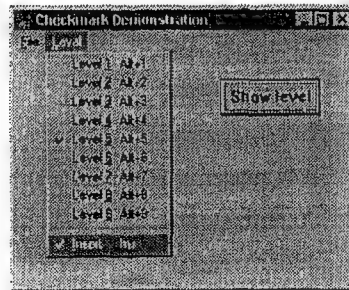 Checkmark Demonstration
Level
Level 1 Alt+1
Level 2 Alt+2
Level 3 Alt+3
Level 4 Alt+4
Level 5 Alt+5
Level 6 Alt+6
Level 7 Alt+7
Level 8 Alt+8
Level 9 Alt+9
Insert Ins
Show level